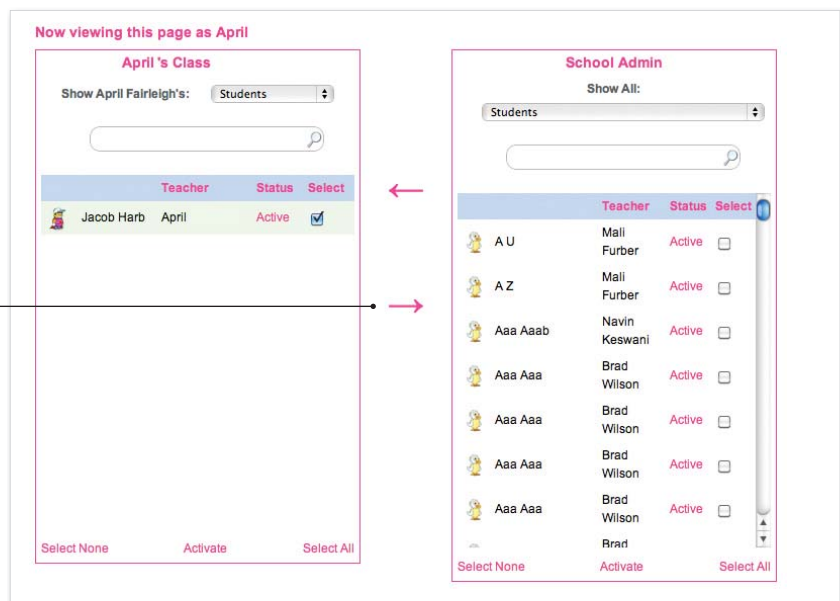 Now viewing this page as April
April 's Class
Show April Fairleigh's: Students
Teacher Status Select
Jacob Harb April Active
Select None Activate Select All
School Admin
Show All:
Students
Teacher Status Select
A U Mali Furber Active
A Z Mali Furber Active
Aaa Aaab Navin Keswani Active
Aaa Aaa Brad Wilson Active
Aaa Aaa Brad Wilson Active
Aaa Aaa Brad Wilson Active
Aaa Aaa Brad Wilson Active
Brad
Select None Activate Select All